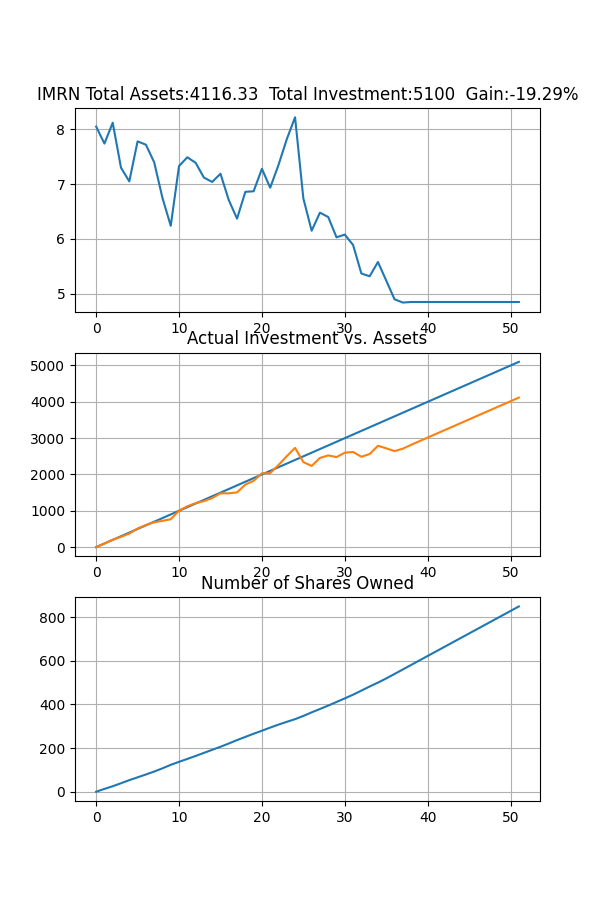 IMRN Total Assets:4116.33  Total Investment:5100  Gain:-19.29%
8
7
6
5
0 10 20 30 40 50
Actual Investment vs. Assets
5000
4000
3000
2000
1000
0
0 10 20 30 40 50
Number of Shares Owned
800
600
400
200
0
0 10 20 30 40 50